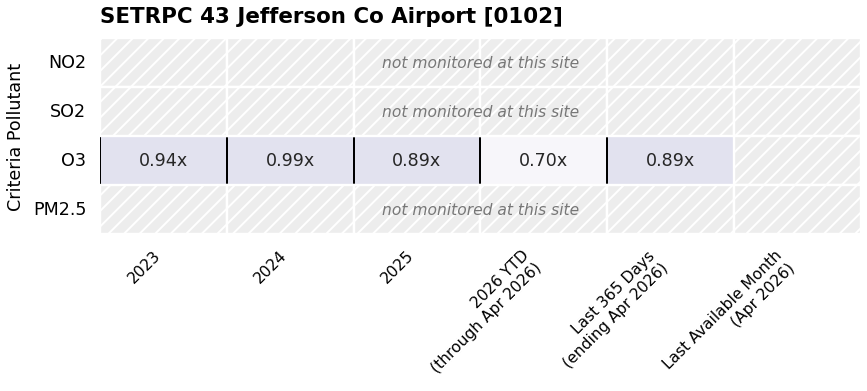 SETRPC 43 Jefferson Co Airport [0102]
Criteria Pollutant
NO2
not monitored at this site
SO2
not monitored at this site
O3
0.94x
0.99x
0.89x
0.70x
0.89x
PM2.5
not monitored at this site
2023
2024
2025
2026 YTD
(through Apr 2026)
Last 365 Days
(ending Apr 2026)
Last Available Month
(Apr 2026)